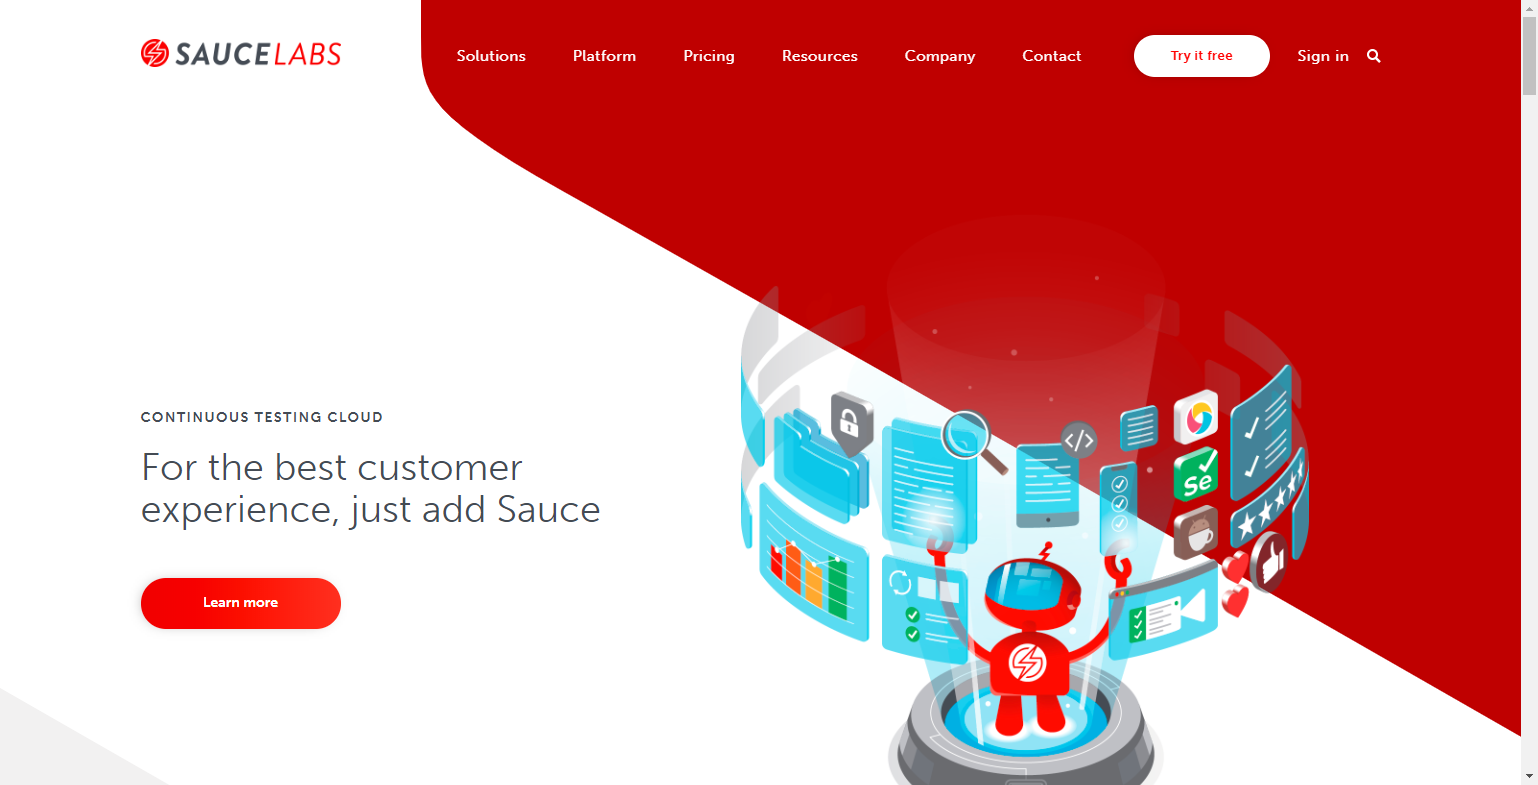 SAUCELABS
Solutions
Platform
Pricing
Resources
Company
Contact
Try it free
Sign in
CONTINUOUS TESTING CLOUD
For the best customer
experience, just add Sauce
Learn more
</>
Se